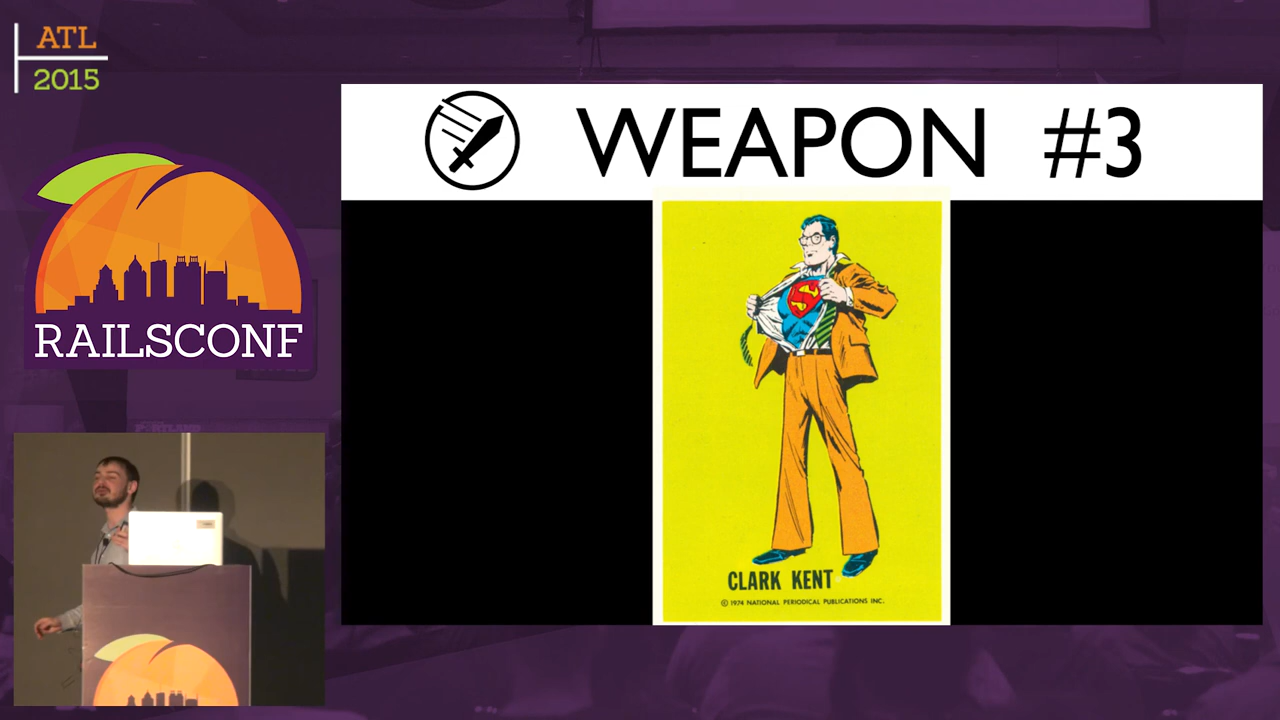 ATL
2015
RAILSCONF
WEAPON #3
CLARK KENT
© 1974 NATIONAL PERIODICAL PUBLICATIONS INC.